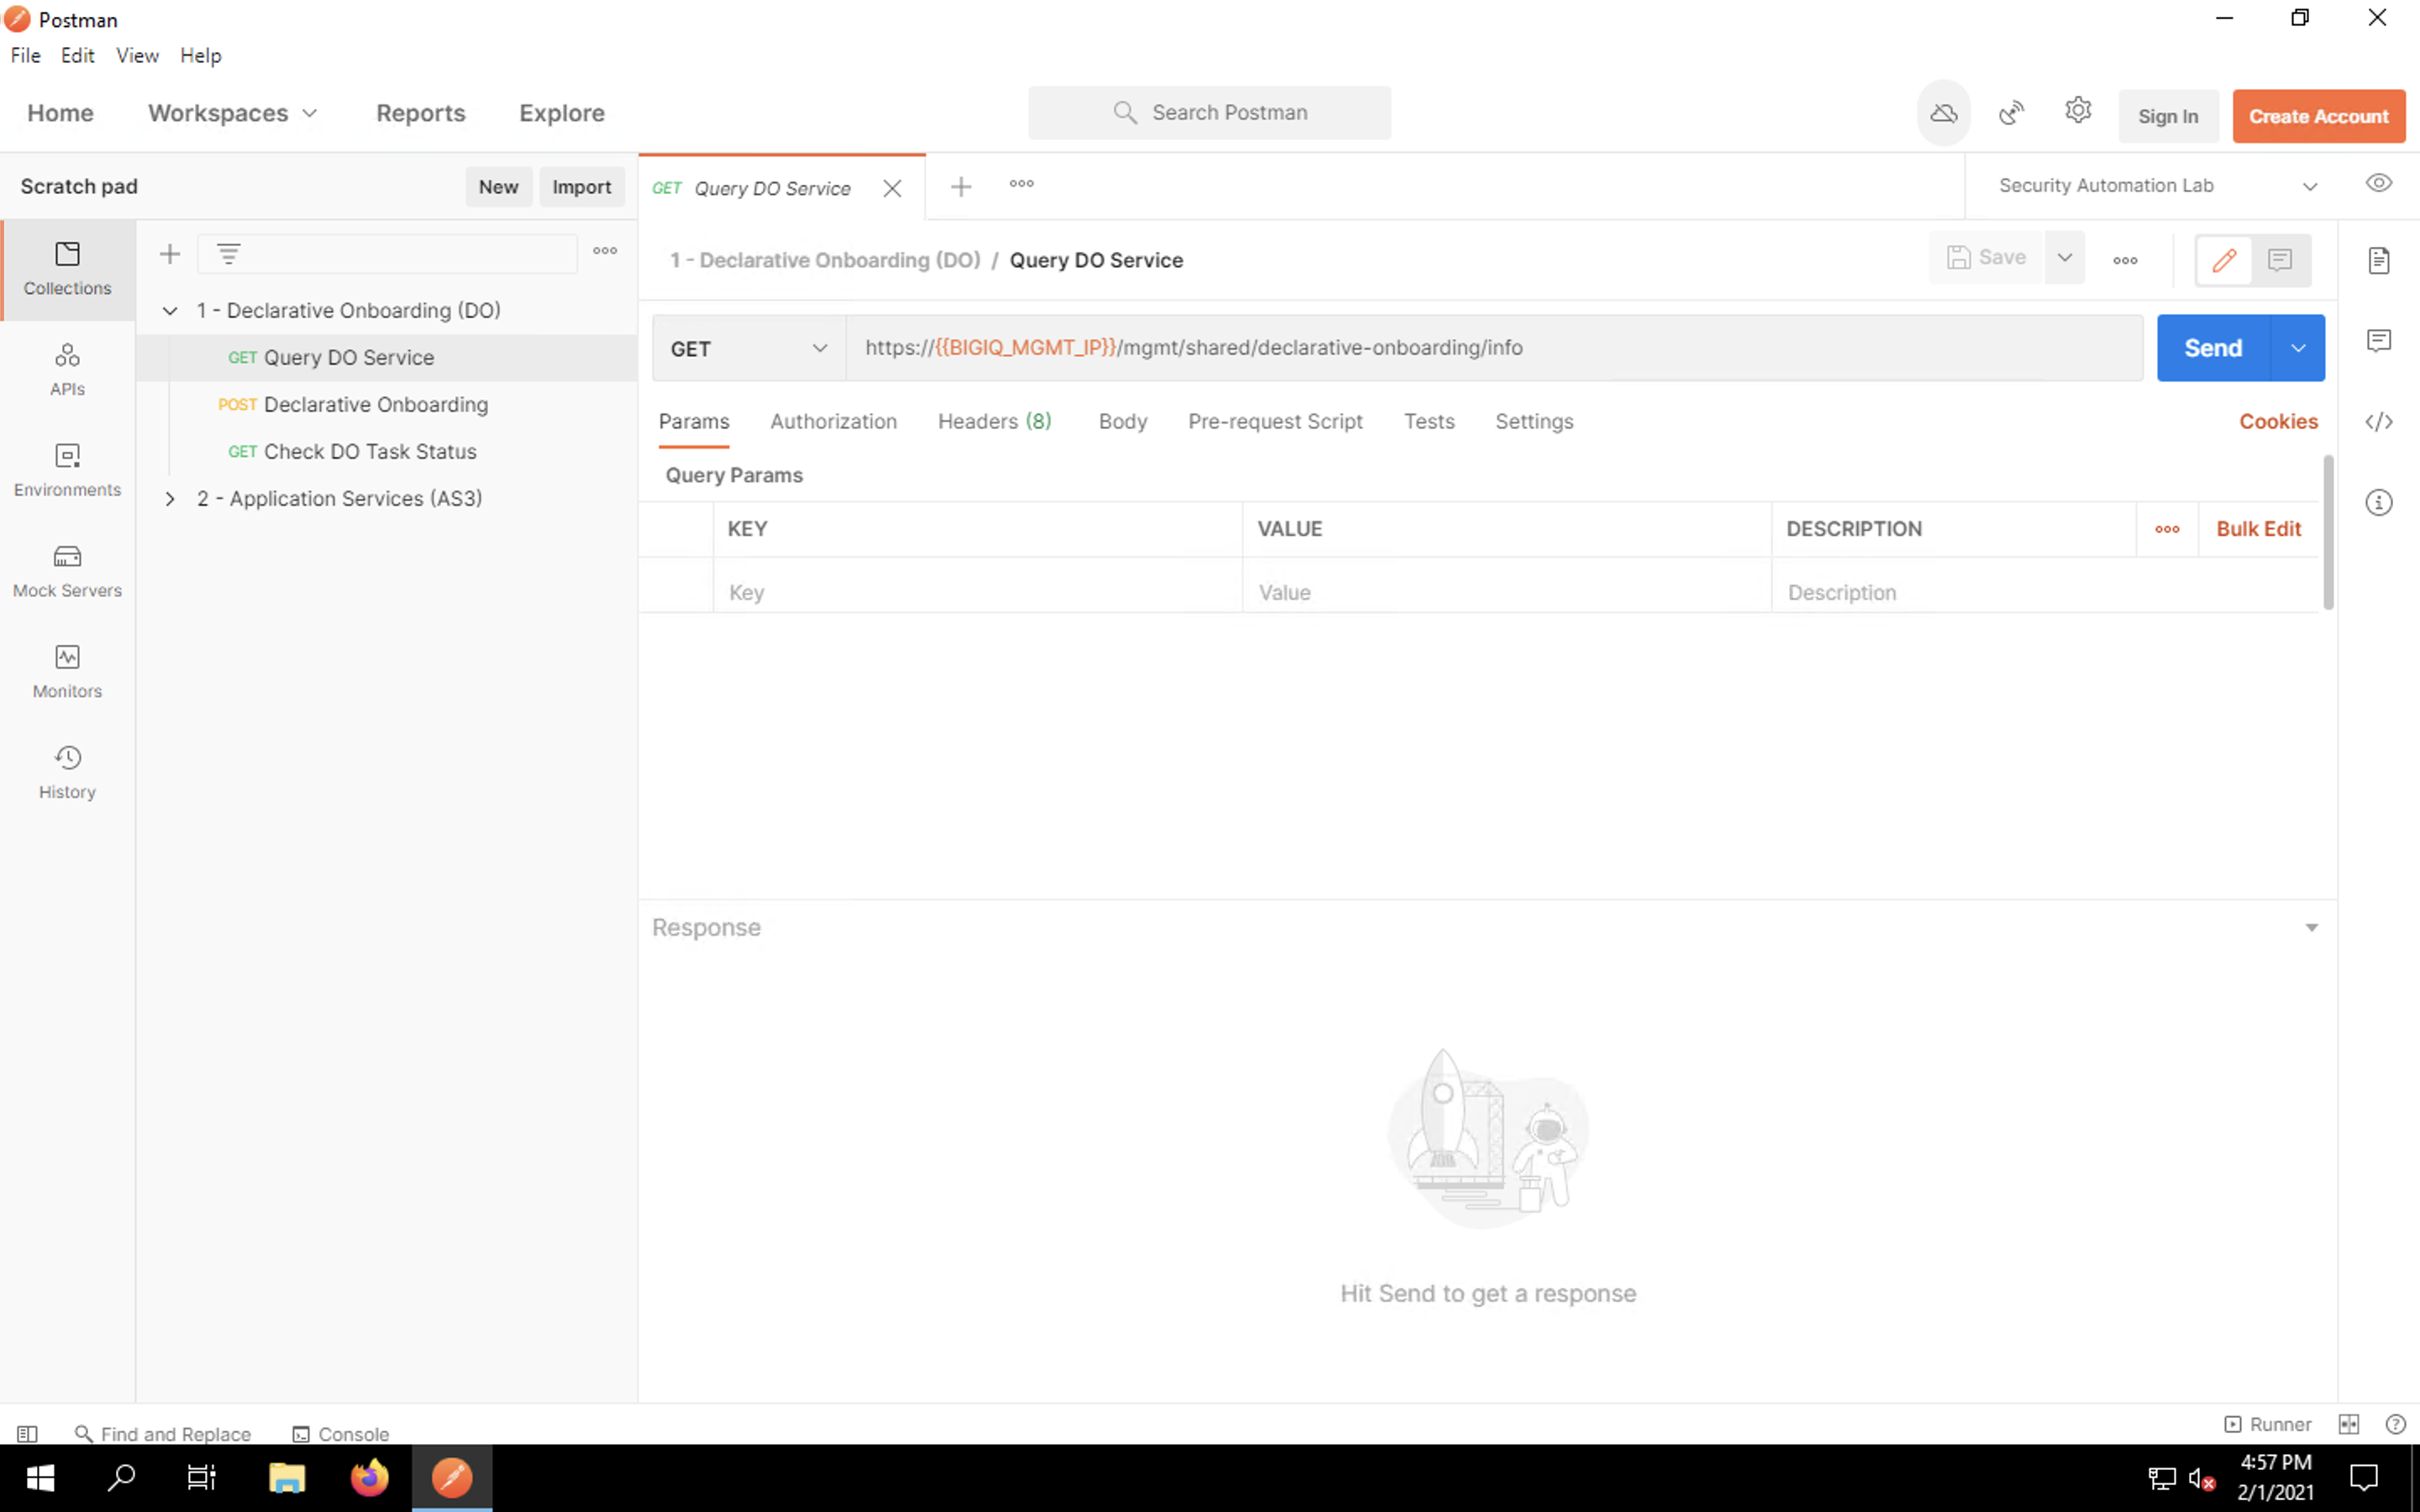 Postman
File Edit View Help
Home Workspaces Reports Explore Search Postman Sign In Create Account
Scratch pad New Import GET Query DO Service Security Automation Lab
1 - Declarative Onboarding (DO) / Query DO Service Save
Collections
1 - Declarative Onboarding (DO)
GET Query DO Service
POST Declarative Onboarding
GET Check DO Task Status
2 - Application Services (AS3)
APIs
Environments
Mock Servers
Monitors
History
GET https://{{BIGIQ_MGMT_IP}}/mgmt/shared/declarative-onboarding/info Send
Params Authorization Headers (8) Body Pre-request Script Tests Settings Cookies
Query Params
KEY VALUE DESCRIPTION Bulk Edit
Key Value Description
Response
Hit Send to get a response
Find and Replace Console Runner
4:57 PM
2/1/2021